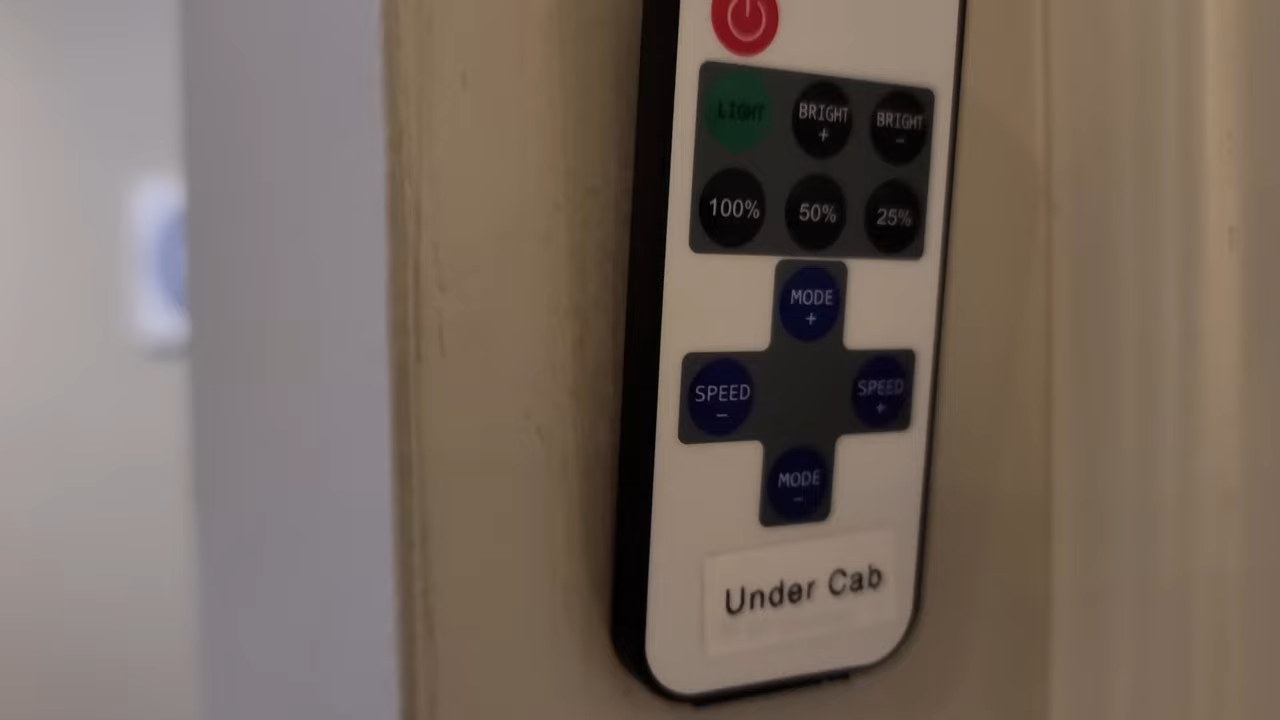 LIGHT BRIGHT + BRIGHT -
100% 50% 25%
MODE +
SPEED - SPEED +
MODE -
Under Cab